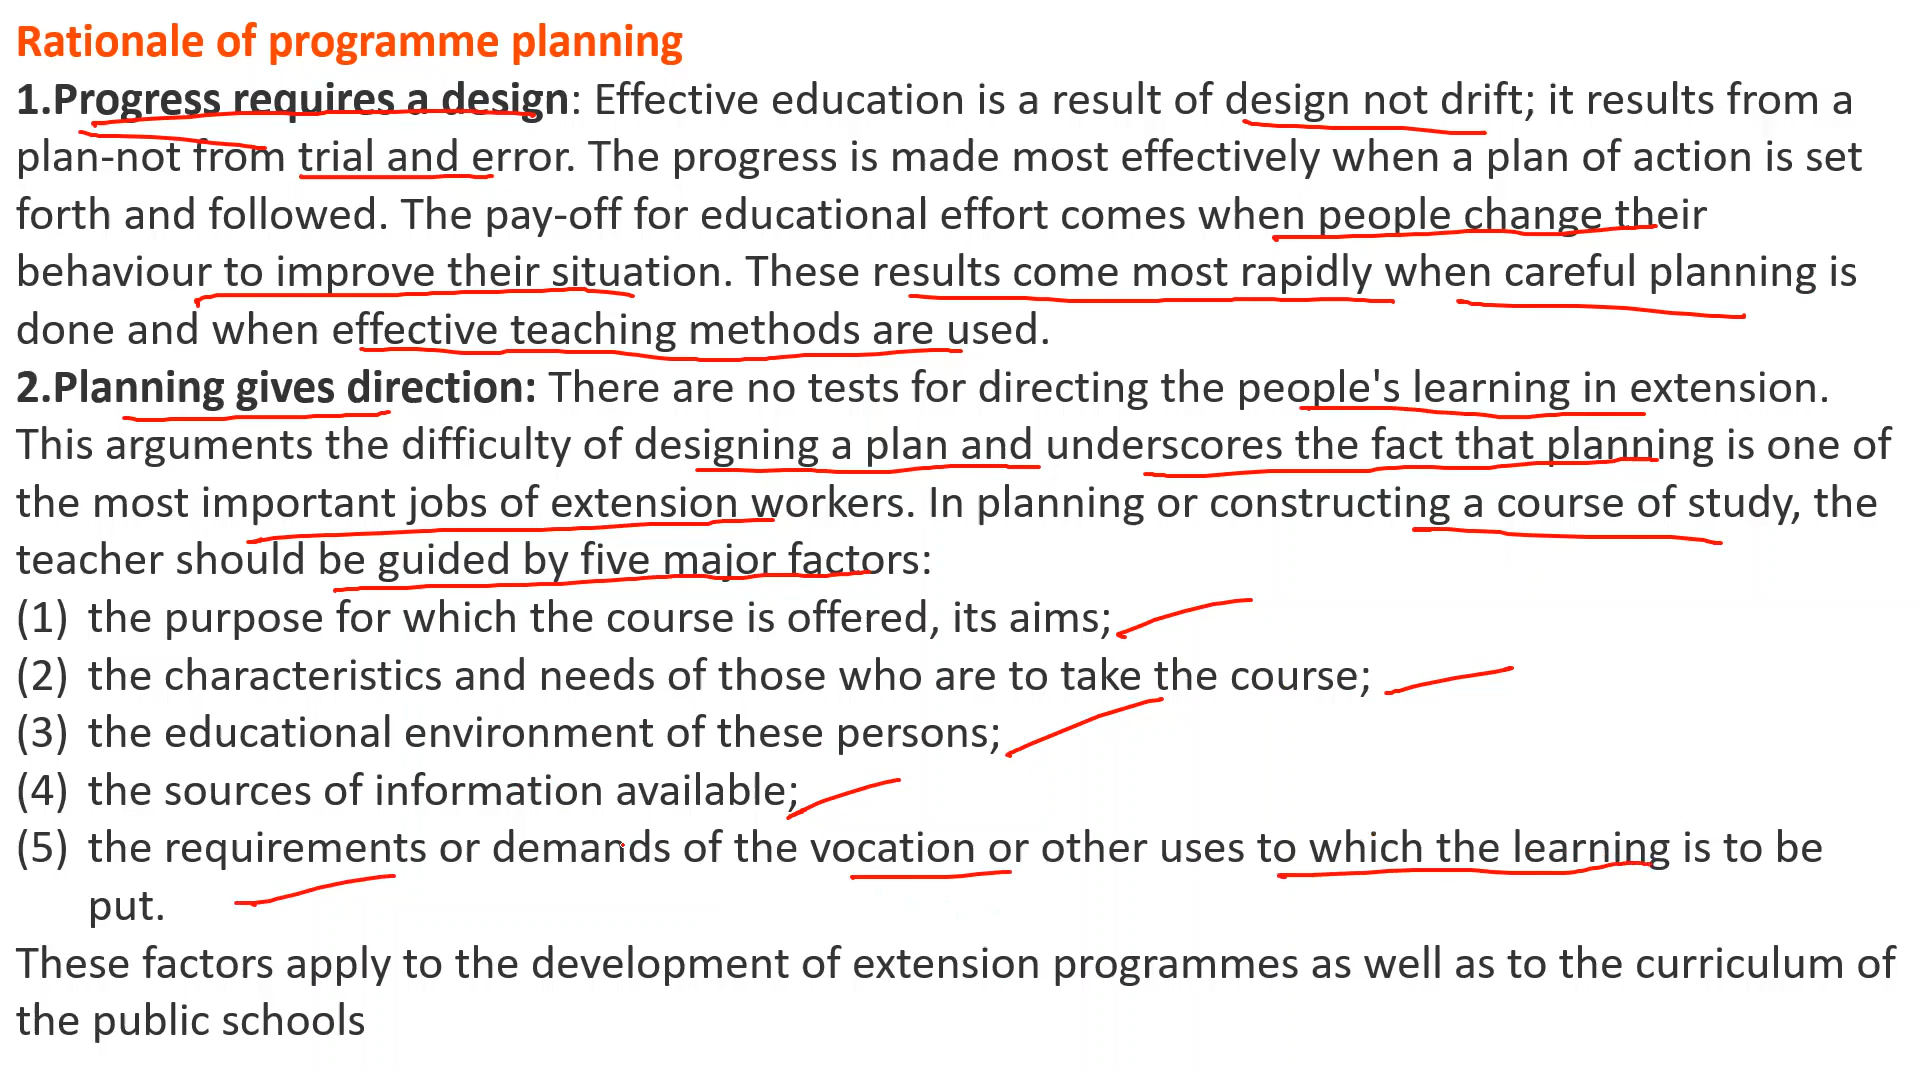 Rationale of programme planning
1.Progress requires a design: Effective education is a result of design not drift; it results from a
plan-not from trial and error. The progress is made most effectively when a plan of action is set
forth and followed. The pay-off for educational effort comes when people change their
behaviour to improve their situation. These results come most rapidly when careful planning is
done and when effective teaching methods are used.
2.Planning gives direction: There are no tests for directing the people's learning in extension.
This arguments the difficulty of designing a plan and underscores the fact that planning is one of
the most important jobs of extension workers. In planning or constructing a course of study, the
teacher should be guided by five major factors:
(1) the purpose for which the course is offered, its aims;
(2) the characteristics and needs of those who are to take the course;
(3) the educational environment of these persons;
(4) the sources of information available;
(5) the requirements or demands of the vocation or other uses to which the learning is to be
put.
These factors apply to the development of extension programmes as well as to the curriculum of
the public schools